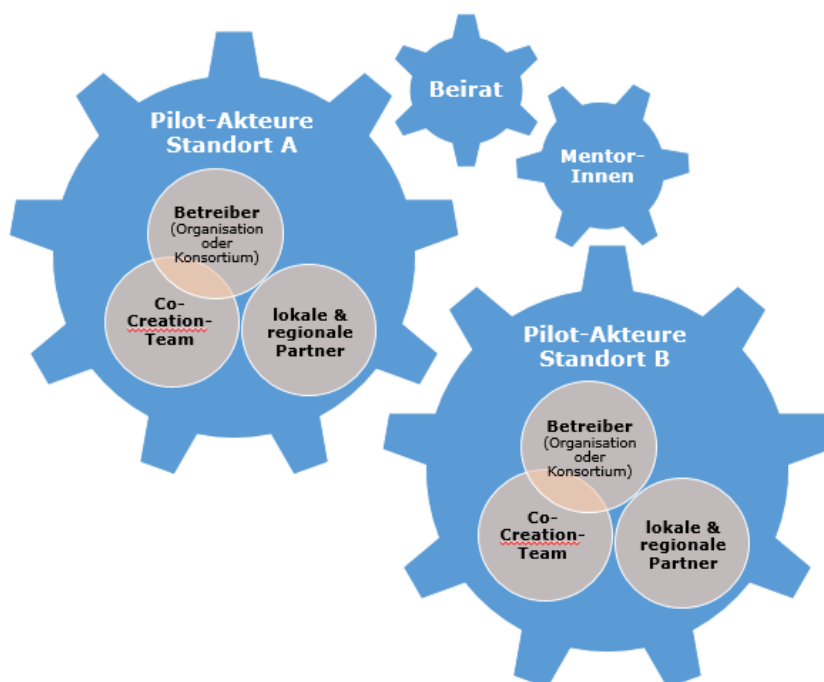 Pilot-Akteure
Standort A
Betreiber
(Organisation
oder
Konsortium)
Co-
Creation-
Team
lokale &
regionale
Partner
Beirat
Mentor-
Innen
Pilot-Akteure
Standort B
Betreiber
(Organisation
oder
Konsortium)
Co-
Creation-
Team
lokale &
regionale
Partner